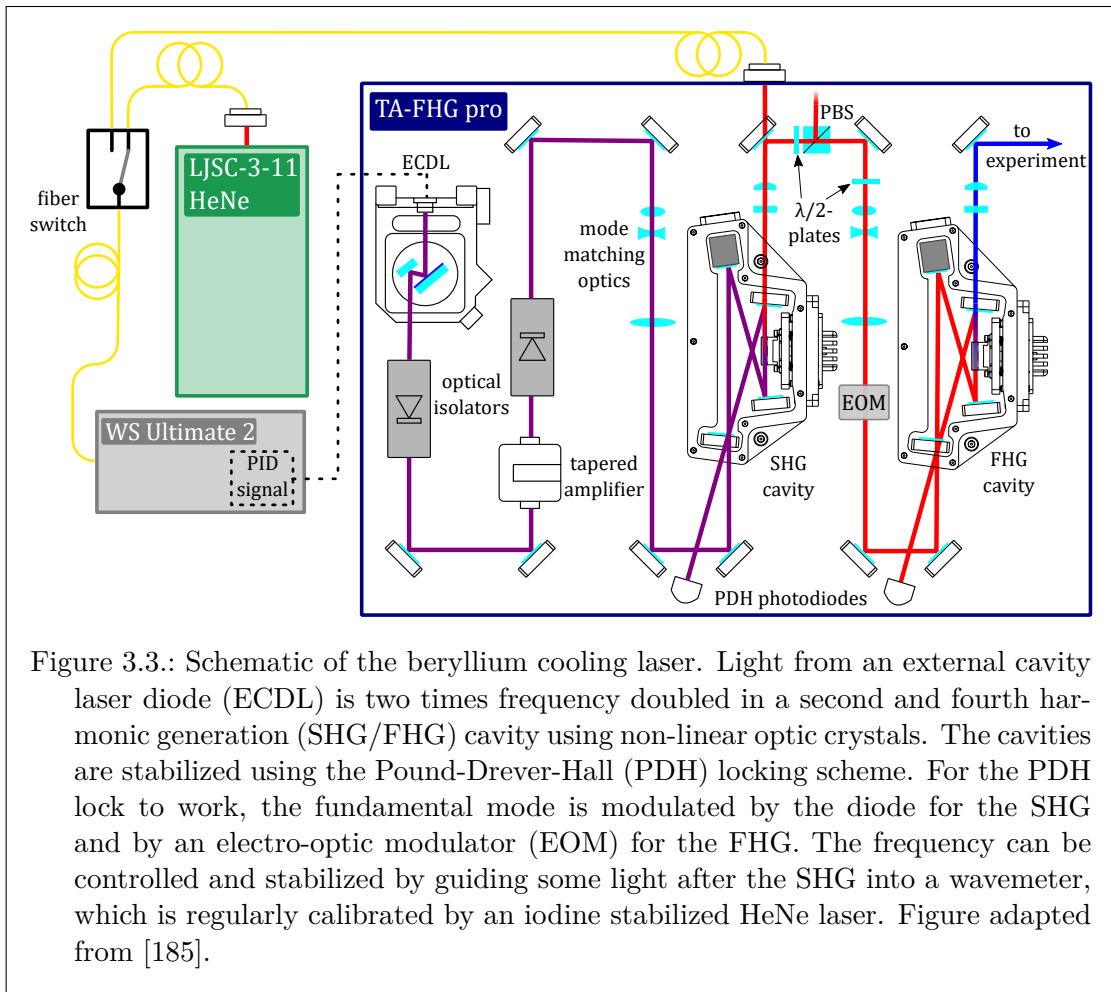 TA-FHG pro
PBS
to
experiment
ECDL
LJSC-3-11
HeNe
fiber
switch
λ/2-
plates
mode
matching
optics
optical
isolators
EOM
WS Ultimate 2
PID
signal
tapered
amplifier
SHG
cavity
FHG
cavity
PDH photodiodes
Figure 3.3.: Schematic of the beryllium cooling laser. Light from an external cavity
laser diode (ECDL) is two times frequency doubled in a second and fourth har-
monic generation (SHG/FHG) cavity using non-linear optic crystals. The cavities
are stabilized using the Pound-Drever-Hall (PDH) locking scheme. For the PDH
lock to work, the fundamental mode is modulated by the diode for the SHG
and by an electro-optic modulator (EOM) for the FHG. The frequency can be
controlled and stabilized by guiding some light after the SHG into a wavemeter,
which is regularly calibrated by an iodine stabilized HeNe laser. Figure adapted
from [185].